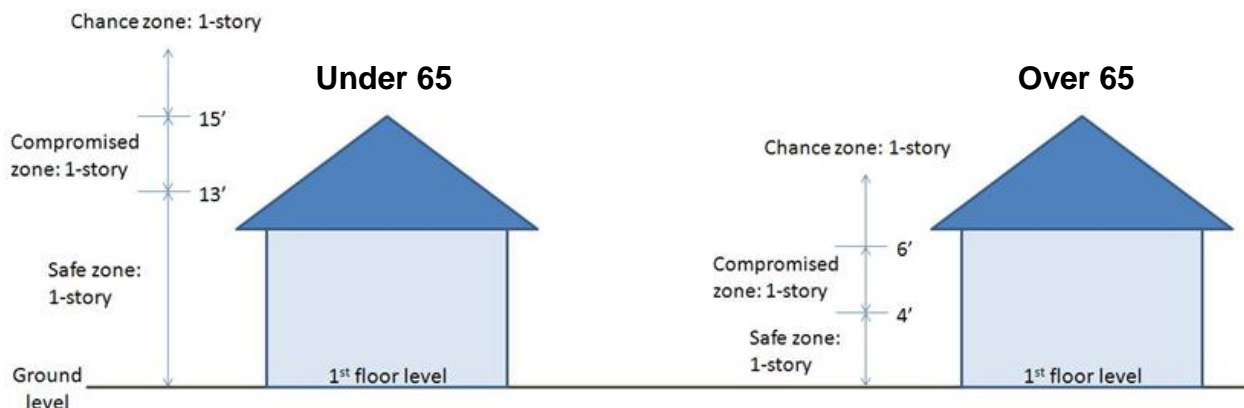 Chance zone: 1-story
Under 65
15’
Compromised
zone: 1-story
13’
Safe zone:
1-story
Ground
level
1st floor level
Over 65
Chance zone: 1-story
6’
Compromised
zone: 1-story
4’
Safe zone:
1-story
1st floor level